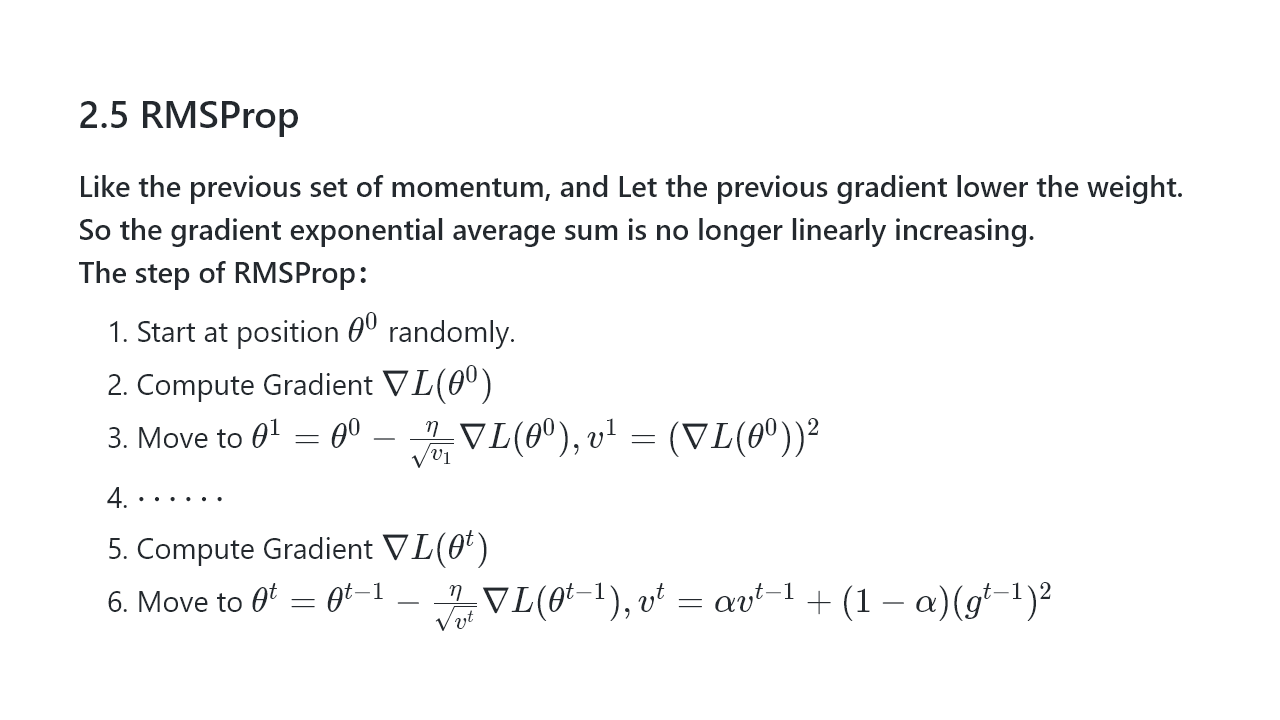 2.5 RMSProp
Like the previous set of momentum, and Let the previous gradient lower the weight.
So the gradient exponential average sum is no longer linearly increasing.
The step of RMSProp：
1. Start at position θ⁰ randomly.
2. Compute Gradient ∇L(θ⁰)
3. Move to θ¹ = θ⁰ − η/√v₁ ∇L(θ⁰), v¹ = (∇L(θ⁰))²
4. ······
5. Compute Gradient ∇L(θᵗ)
6. Move to θᵗ = θᵗ⁻¹ − η/√vᵗ ∇L(θᵗ⁻¹), vᵗ = αvᵗ⁻¹ + (1 − α)(gᵗ⁻¹)²